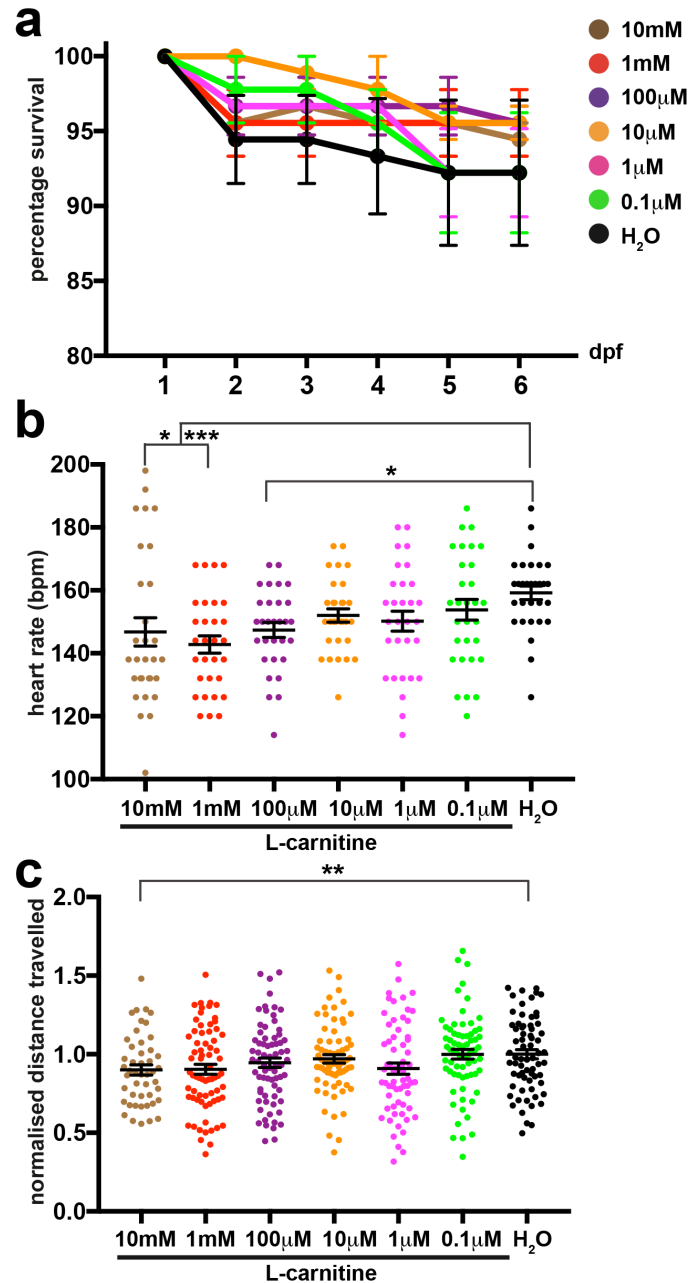 a
100
95
90
85
80
percentage survival
1 2 3 4 5 6
dpf
10mM
1mM
100μM
10μM
1μM
0.1μM
H₂O
b
* ***
*
200
180
160
140
120
100
heart rate (bpm)
10mM 1mM 100μM 10μM 1μM 0.1μM H₂O
L-carnitine
c
**
2.0
1.5
1.0
0.5
0.0
normalised distance travelled
10mM 1mM 100μM 10μM 1μM 0.1μM H₂O
L-carnitine